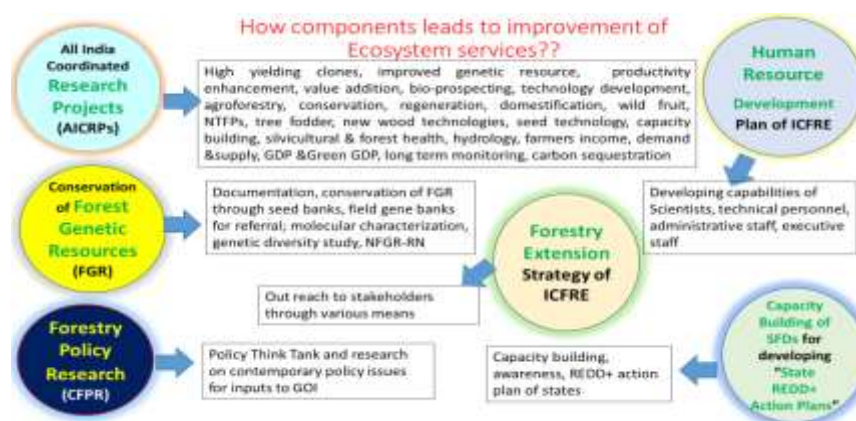 How components leads to improvement of
Ecosystem services??
All India
Coordinated
Research
Projects
(AICRPs)
High yielding clones, improved genetic resource, productivity
enhancement, value addition, bio-prospecting, technology development,
agroforestry, conservation, regeneration, domestification, wild fruit,
NTFPs, tree fodder, new wood technologies, seed technology, capacity
building, silvicultural & forest health, hydrology, farmers income, demand
&supply, GDP &Green GDP, long term monitoring, carbon sequestration
Human
Resource
Development
Plan of ICFRE
Developing capabilities of
Scientists, technical personnel,
administrative staff, executive
staff
Conservation
of Forest
Genetic
Resources
(FGR)
Documentation, conservation of FGR
through seed banks, field gene banks
for referral; molecular characterization,
genetic diversity study, NFGR-RN
Forestry
Extension
Strategy of
ICFRE
Out reach to stakeholders
through various means
Forestry
Policy
Research
(CFPR)
Policy Think Tank and research
on contemporary policy issues
for inputs to GOI
Capacity
Building of
SFDs for
developing
"State
REDD+
Action Plans"
Capacity building,
awareness, REDD+ action
plan of states